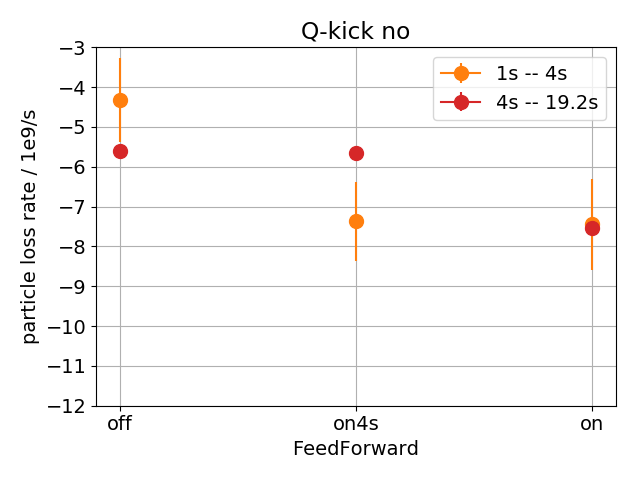 Q-kick no
−3
−4
−5
−6
−7
−8
−9
−10
−11
−12
particle loss rate / 1e9/s
1s -- 4s
4s -- 19.2s
off
on4s
on
FeedForward